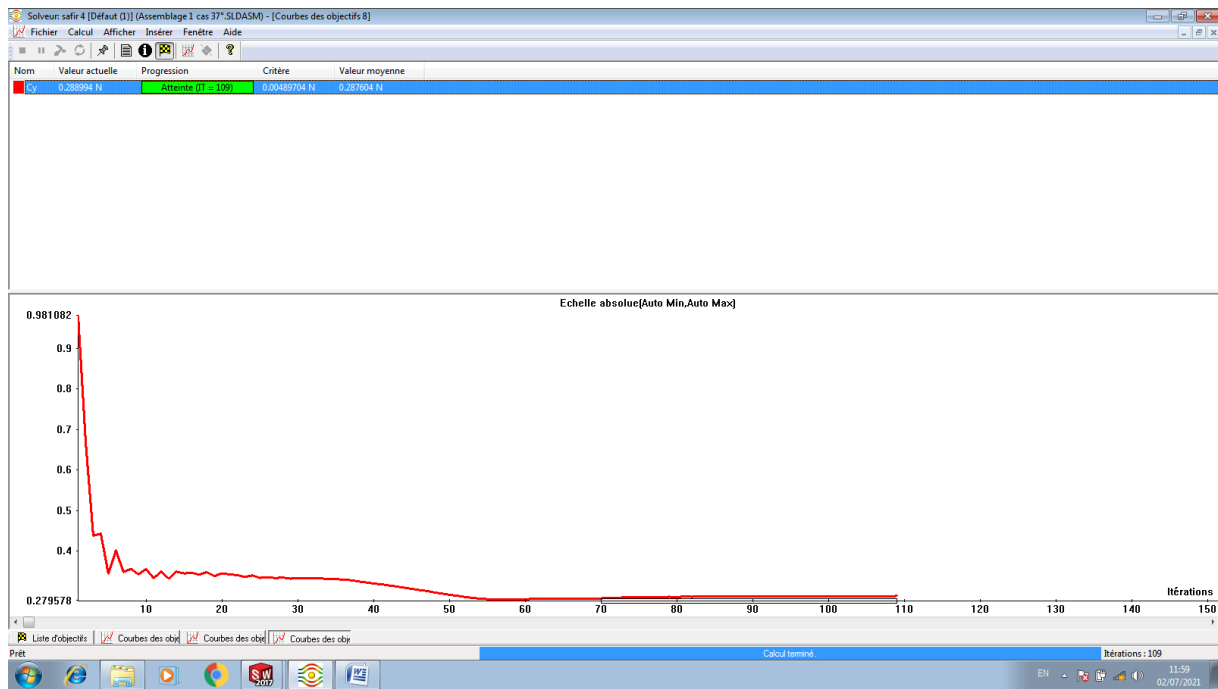 Solveur: safir 4 [Défaut (1)] (Assemblage 1 cas 37°.SLDASM) - [Courbes des objectifs 8]
Fichier Calcul Afficher Insérer Fenêtre Aide
Nom Valeur actuelle Progression Critère Valeur moyenne
Cy 0.288994 N Atteinte (IT = 109) 0.00489704 N 0.287604 N
Echelle absolue(Auto Min,Auto Max)
0.981082
0.9
0.8
0.7
0.6
0.5
0.4
0.279578
Itérations
10 20 30 40 50 60 70 80 90 100 110 120 130 140 150
Liste d'objectifs Courbes des obje Courbes des obje Courbes des obje
Prêt Calcul terminé. Itérations : 109
SW 2017 W EN 11:59
02/07/2021